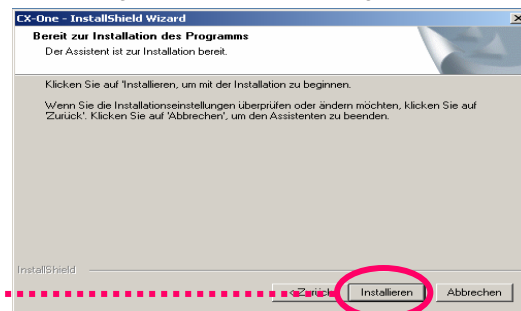 CX-One - InstallShield Wizard
Bereit zur Installation des Programms
Der Assistent ist zur Installation bereit.
Klicken Sie auf 'Installieren, um mit der Installation zu beginnen.
Wenn Sie die Installationseinstellungen überprüfen oder ändern möchten, klicken Sie auf
'Zurück'. Klicken Sie auf 'Abbrechen', um den Assistenten zu beenden.
InstallShield
< Zurück Installieren Abbrechen